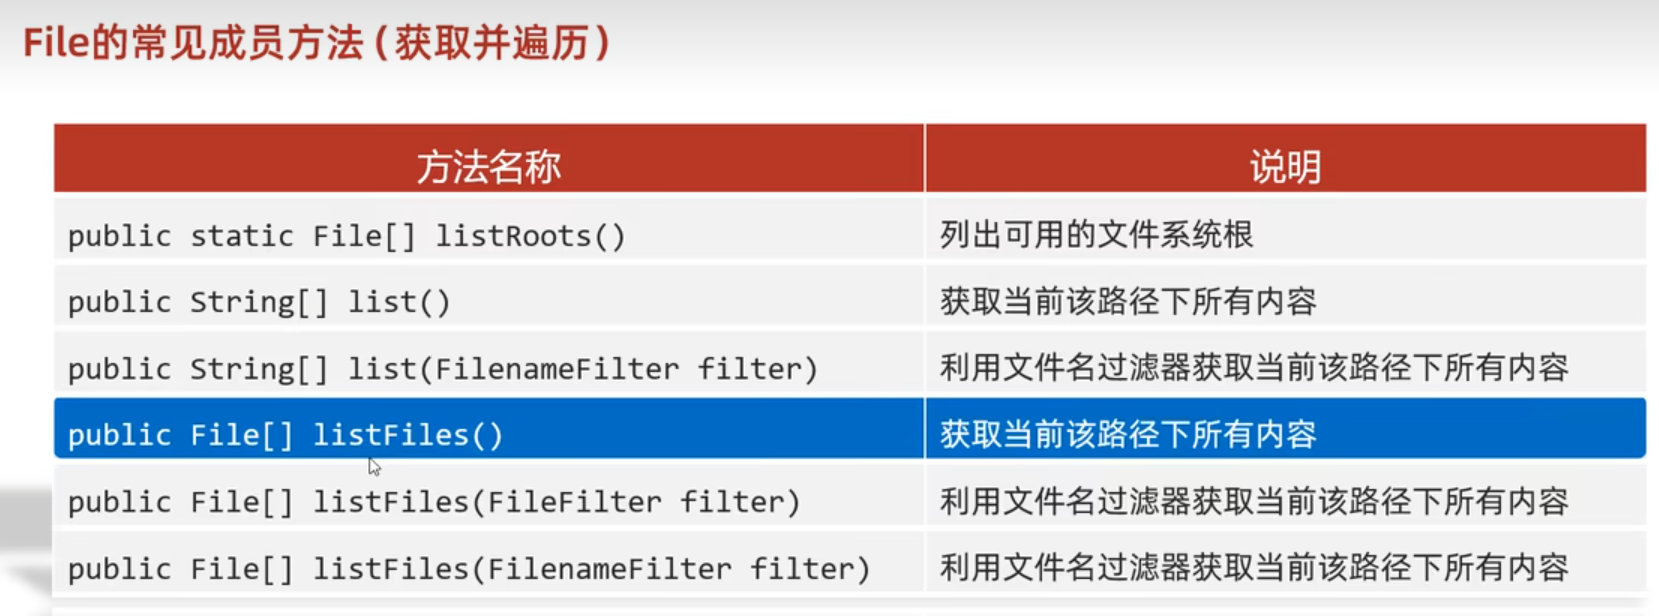 File的常见成员方法(获取并遍历)
方法名称 说明
public static File[] listRoots() 列出可用的文件系统根
public String[] list() 获取当前该路径下所有内容
public String[] list(FilenameFilter filter) 利用文件名过滤器获取当前该路径下所有内容
public File[] listFiles() 获取当前该路径下所有内容
public File[] listFiles(FileFilter filter) 利用文件名过滤器获取当前该路径下所有内容
public File[] listFiles(FilenameFilter filter) 利用文件名过滤器获取当前该路径下所有内容